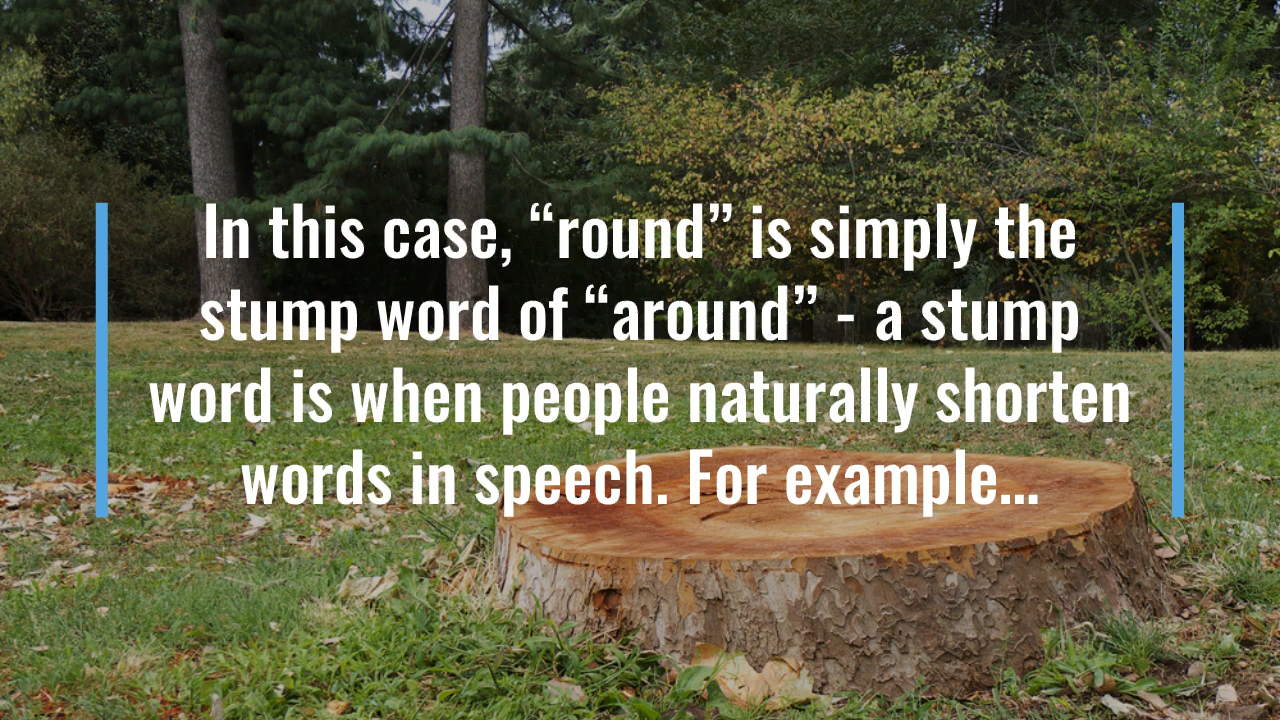 In this case, “round” is simply the
stump word of “around” - a stump
word is when people naturally shorten
words in speech. For example...